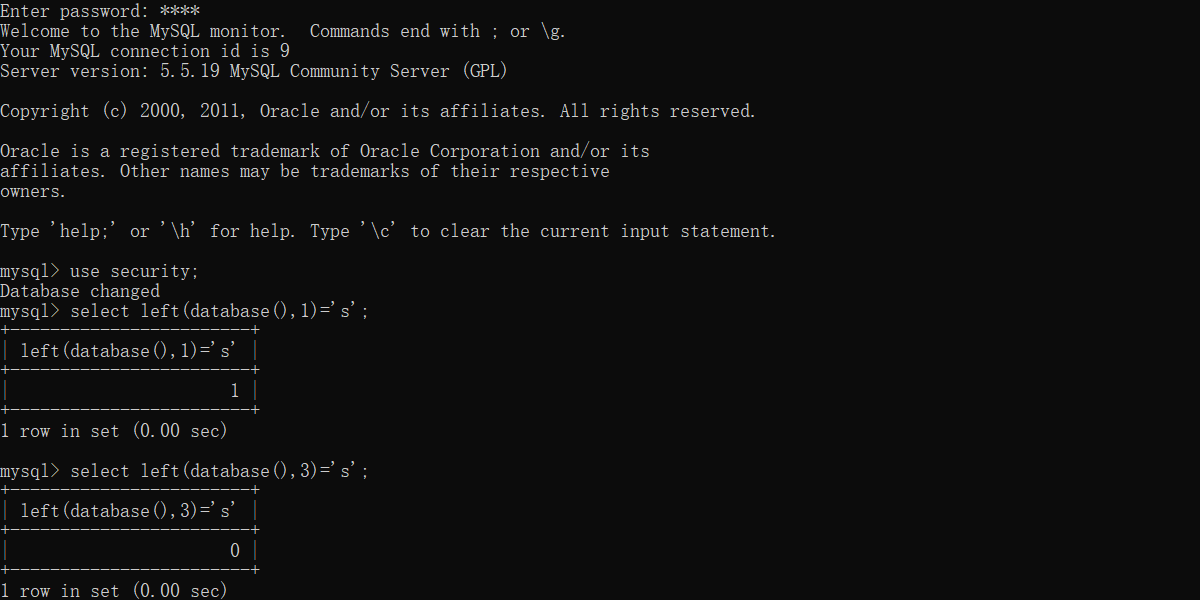 Enter password: ****
Welcome to the MySQL monitor.  Commands end with ; or \g.
Your MySQL connection id is 9
Server version: 5.5.19 MySQL Community Server (GPL)
Copyright (c) 2000, 2011, Oracle and/or its affiliates. All rights reserved.
Oracle is a registered trademark of Oracle Corporation and/or its
affiliates. Other names may be trademarks of their respective
owners.
Type 'help;' or '\h' for help. Type '\c' to clear the current input statement.
mysql> use security;
Database changed
mysql> select left(database(),1)='s';
+------------------------+
| left(database(),1)='s' |
+------------------------+
|                      1 |
+------------------------+
1 row in set (0.00 sec)
mysql> select left(database(),3)='s';
+------------------------+
| left(database(),3)='s' |
+------------------------+
|                      0 |
+------------------------+
1 row in set (0.00 sec)